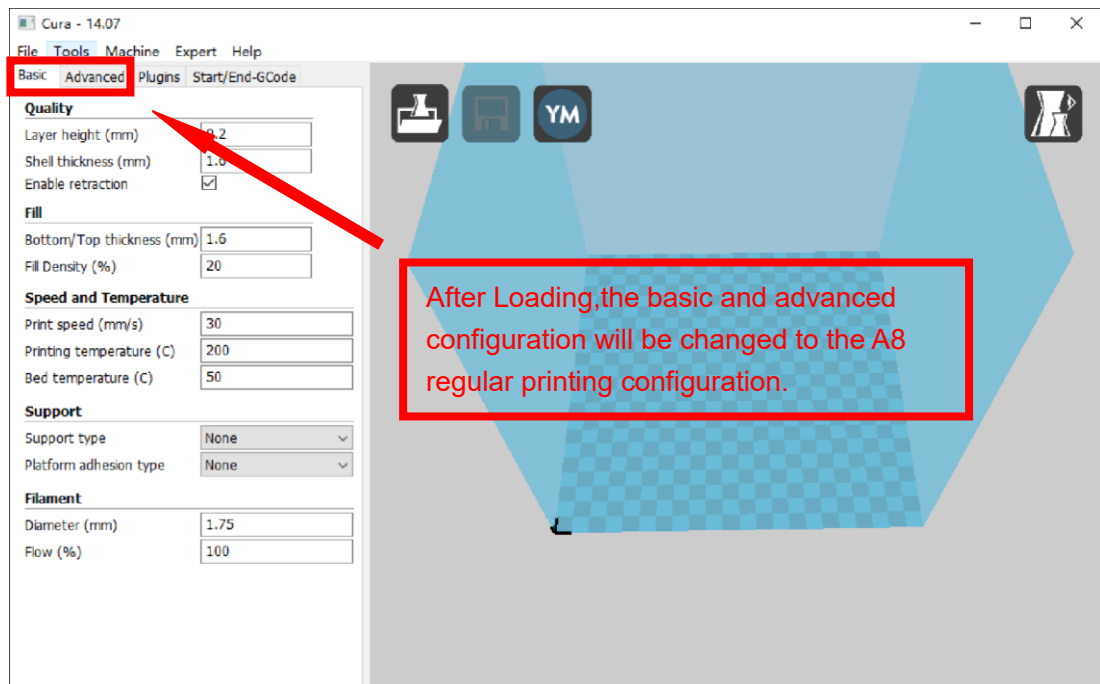 Cura - 14.07
File Tools Machine Expert Help
Basic Advanced Plugins Start/End-GCode
Quality
Layer height (mm) 0.2
Shell thickness (mm) 1.6
Enable retraction
Fill
Bottom/Top thickness (mm) 1.6
Fill Density (%) 20
Speed and Temperature
Print speed (mm/s) 30
Printing temperature (C) 200
Bed temperature (C) 50
Support
Support type None
Platform adhesion type None
Filament
Diameter (mm) 1.75
Flow (%) 100
YM
After Loading,the basic and advanced
configuration will be changed to the A8
regular printing configuration.